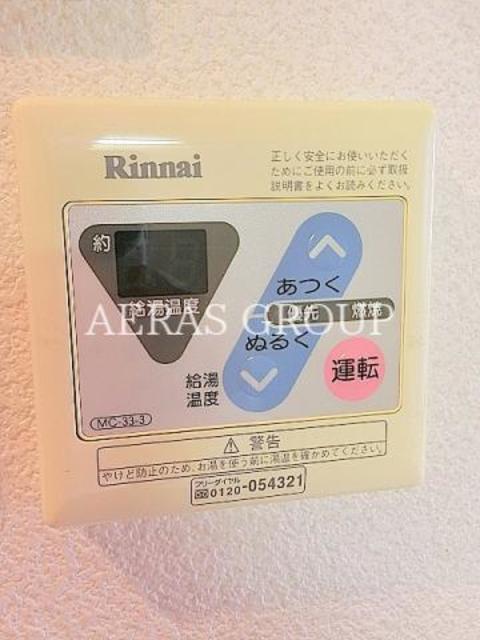 Rinnai
正しく安全にお使いいただく
ためにご使用の前に必ず取扱
説明書をよくお読みください。
約
給湯温度
あつく
優先 燃焼
AERAS GROUP
ぬるく
運転
給湯
温度
MC-33-3
警告
やけど防止のため、お湯を使う前に湯温を確かめてください。
フリーダイヤル
0120-054321